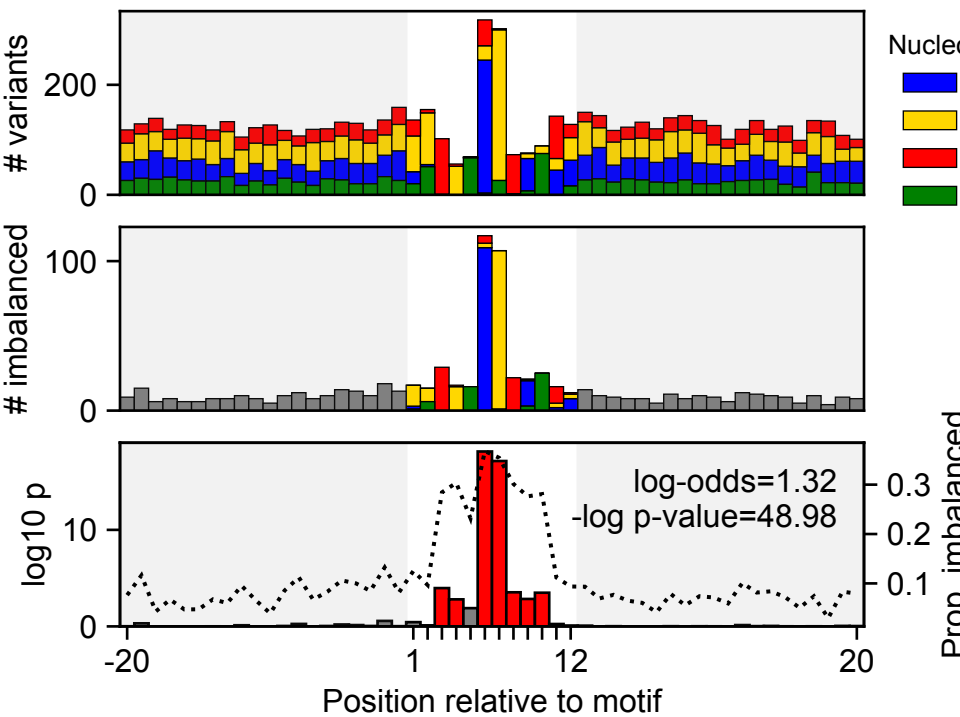 # variants
200
0
Nucleo
# imbalanced
100
0
log10 p
10
0
log-odds=1.32
-log p-value=48.98
0.3
0.2
0.1
Prop. imbalanced
-20
1
12
20
Position relative to motif